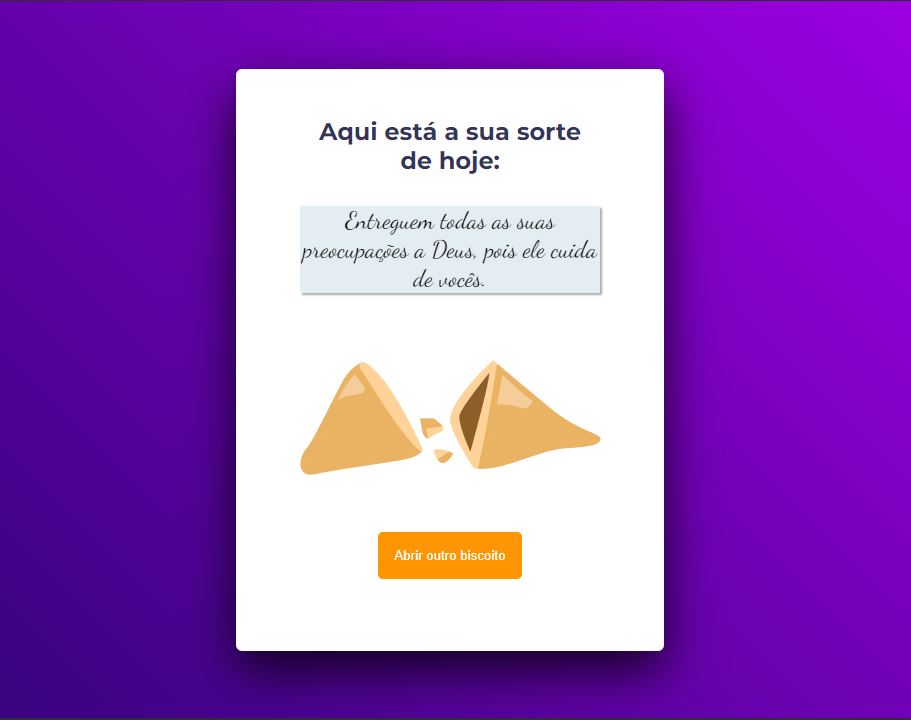 Aqui está a sua sorte
de hoje:
Entreguem todas as suas
preocupações a Deus, pois ele cuida
de vocês.
Abrir outro biscoito